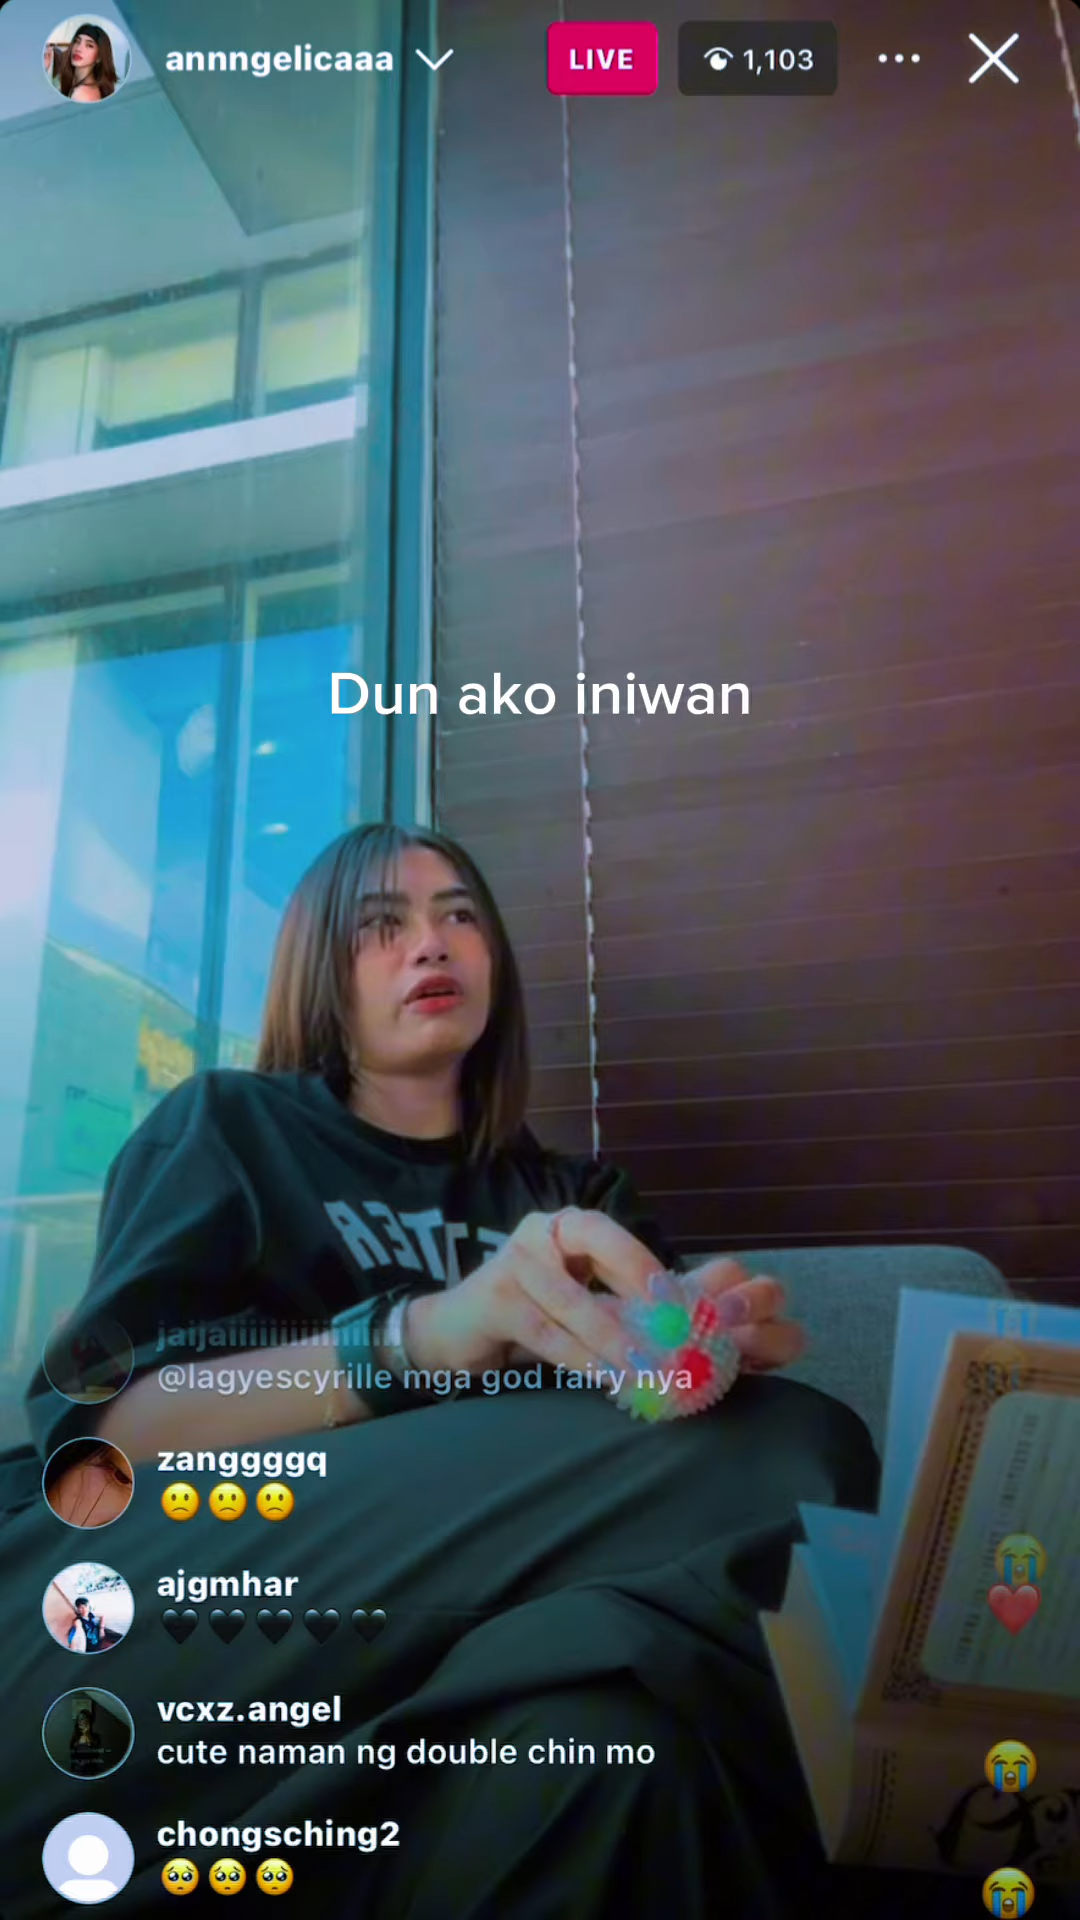 annngelicaaa
LIVE
1,103
Dun ako iniwan
@lagyescyrille mga god fairy nya
zanggggq
🙁🙁🙁
ajgmhar
🖤🖤🖤🖤🖤
vcxz.angel
cute naman ng double chin mo
chongsching2
🥺🥺🥺